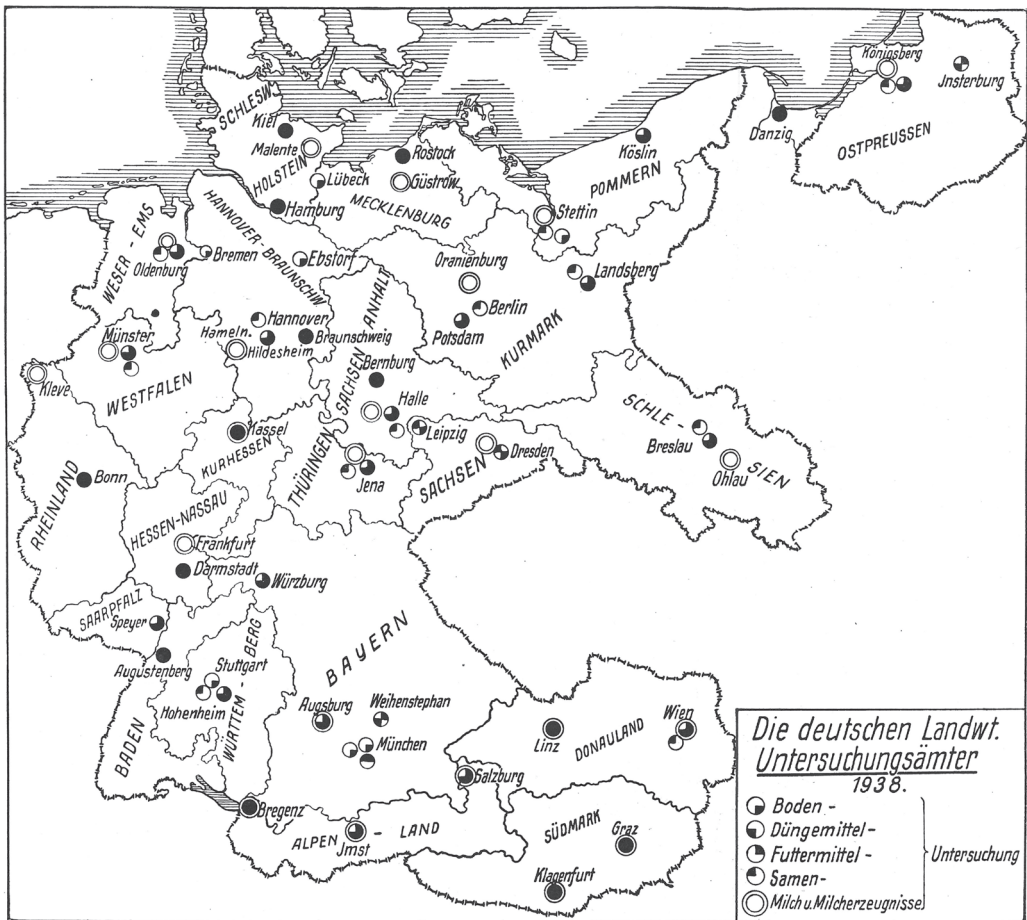 Königsberg
Jnsterburg
OSTPREUSSEN
Danzig
SCHLESW.
HOLSTEIN
Kiel
Malente
Rostock
Güstrow
Lübeck
MECKLENBURG
Hamburg
Köslin
POMMERN
Stettin
WESER - EMS
HANNOVER - BRAUNSCHW.
Oldenburg
Bremen
Ebstorf
Oranienburg
Landsberg
Berlin
Potsdam
KURMARK
Hannover
Hameln.
Hildesheim
Braunschweig
SACHSEN ANHALT
Bernburg
Münster
WESTFALEN
Kleve
Halle
Leipzig
Kassel
KURHESSEN
THÜRINGEN
Jena
SACHSEN
Dresden
SCHLE - SIEN
Breslau
Ohlau
RHEINLAND
Bonn
HESSEN-NASSAU
Frankfurt
Darmstadt
Würzburg
SAARPFALZ
Speyer
Augustenberg
Stuttgart
Hohenheim
WÜRTTEM - BERG
BADEN
BAYERN
Augsburg
Weihenstephan
München
Salzburg
Bregenz
ALPEN - LAND
Jmst
Linz
DONAULAND
Wien
SÜDMARK
Graz
Klagenfurt
Die deutschen Landwt.
Untersuchungsämter
1938.
Boden -
Düngemittel -
Futtermittel -
Samen -
Milch u. Milcherzeugnisse
Untersuchung